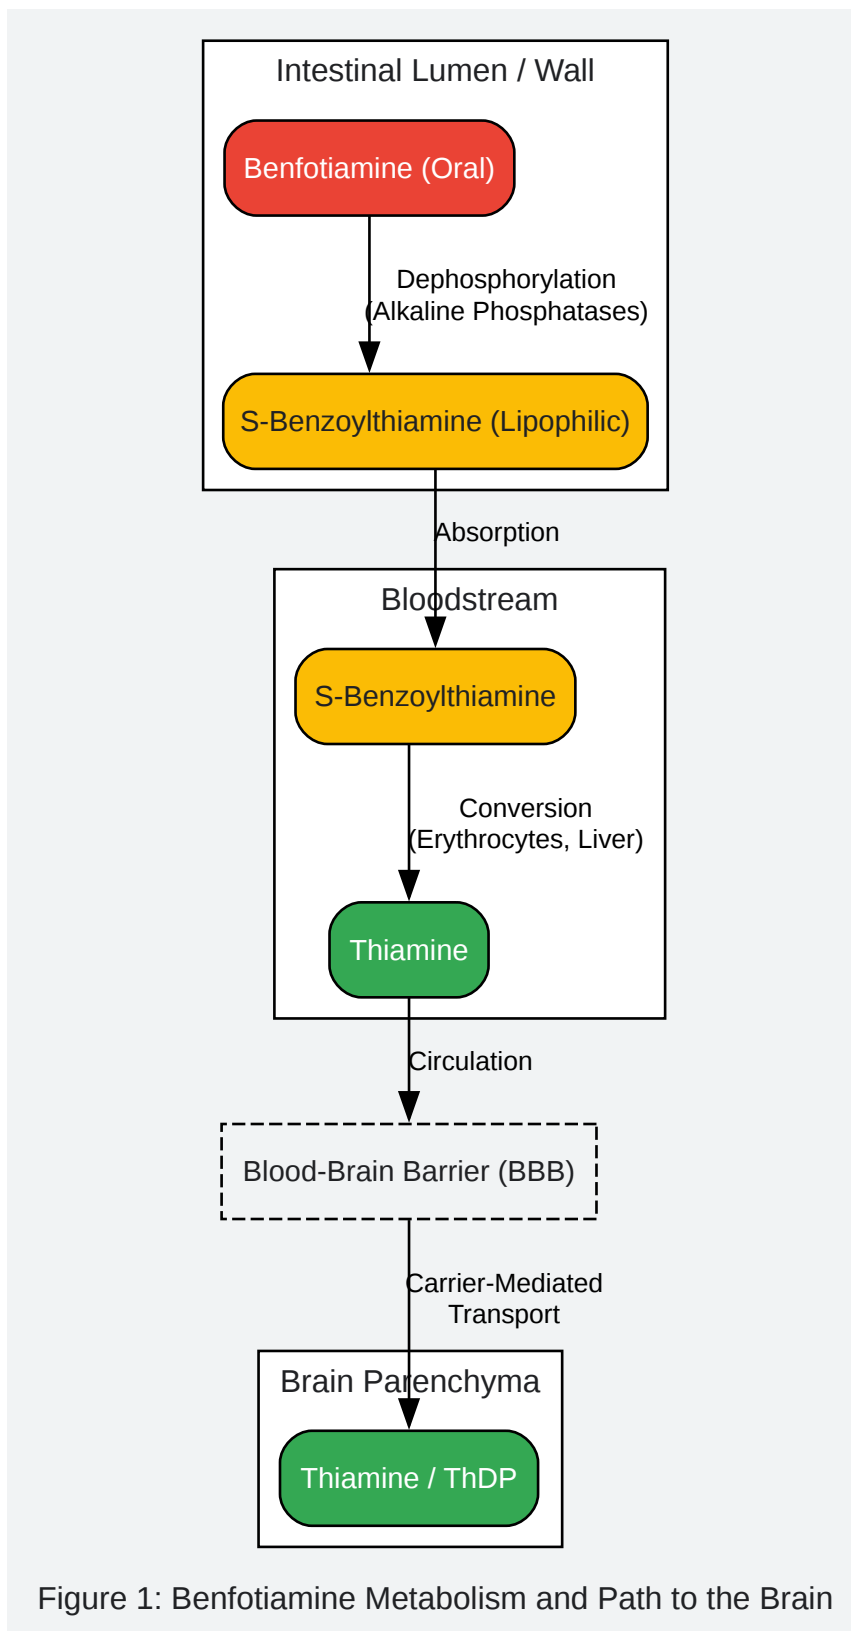 Intestinal Lumen / Wall
Benfotiamine (Oral)
Dephosphorylation
(Alkaline Phosphatases)
S-Benzoylthiamine (Lipophilic)
Absorption
Bloodstream
S-Benzoylthiamine
Conversion
(Erythrocytes, Liver)
Thiamine
Circulation
Blood-Brain Barrier (BBB)
Carrier-Mediated
Transport
Brain Parenchyma
Thiamine / ThDP
Figure 1: Benfotiamine Metabolism and Path to the Brain